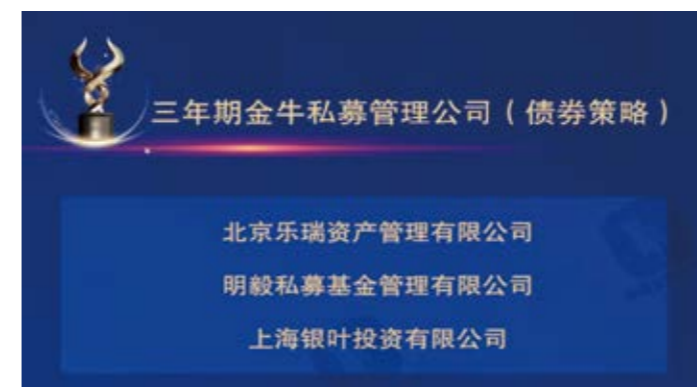 三年期金牛私募管理公司（债券策略）
北京乐瑞资产管理有限公司
明毅私募基金管理有限公司
上海银叶投资有限公司